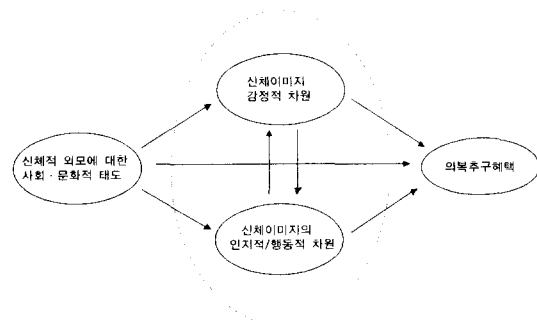 신체이미지
감정적 차원
신체적 외모에 대한
사회·문화적 태도
의복추구혜택
신체이미지의
인지적/행동적 차원